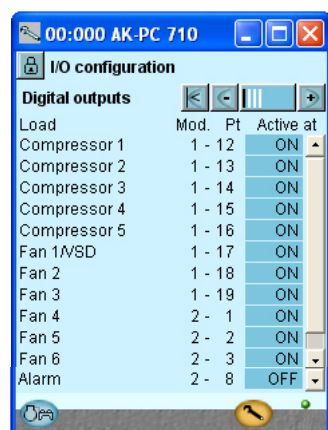 00:000 AK-PC 710
I/O configuration
Digital outputs
Load Mod. Pt Active at
Compressor 1 1 - 12 ON
Compressor 2 1 - 13 ON
Compressor 3 1 - 14 ON
Compressor 4 1 - 15 ON
Compressor 5 1 - 16 ON
Fan 1/VSD 1 - 17 ON
Fan 2 1 - 18 ON
Fan 3 1 - 19 ON
Fan 4 2 - 1 ON
Fan 5 2 - 2 ON
Fan 6 2 - 3 ON
Alarm 2 - 8 OFF